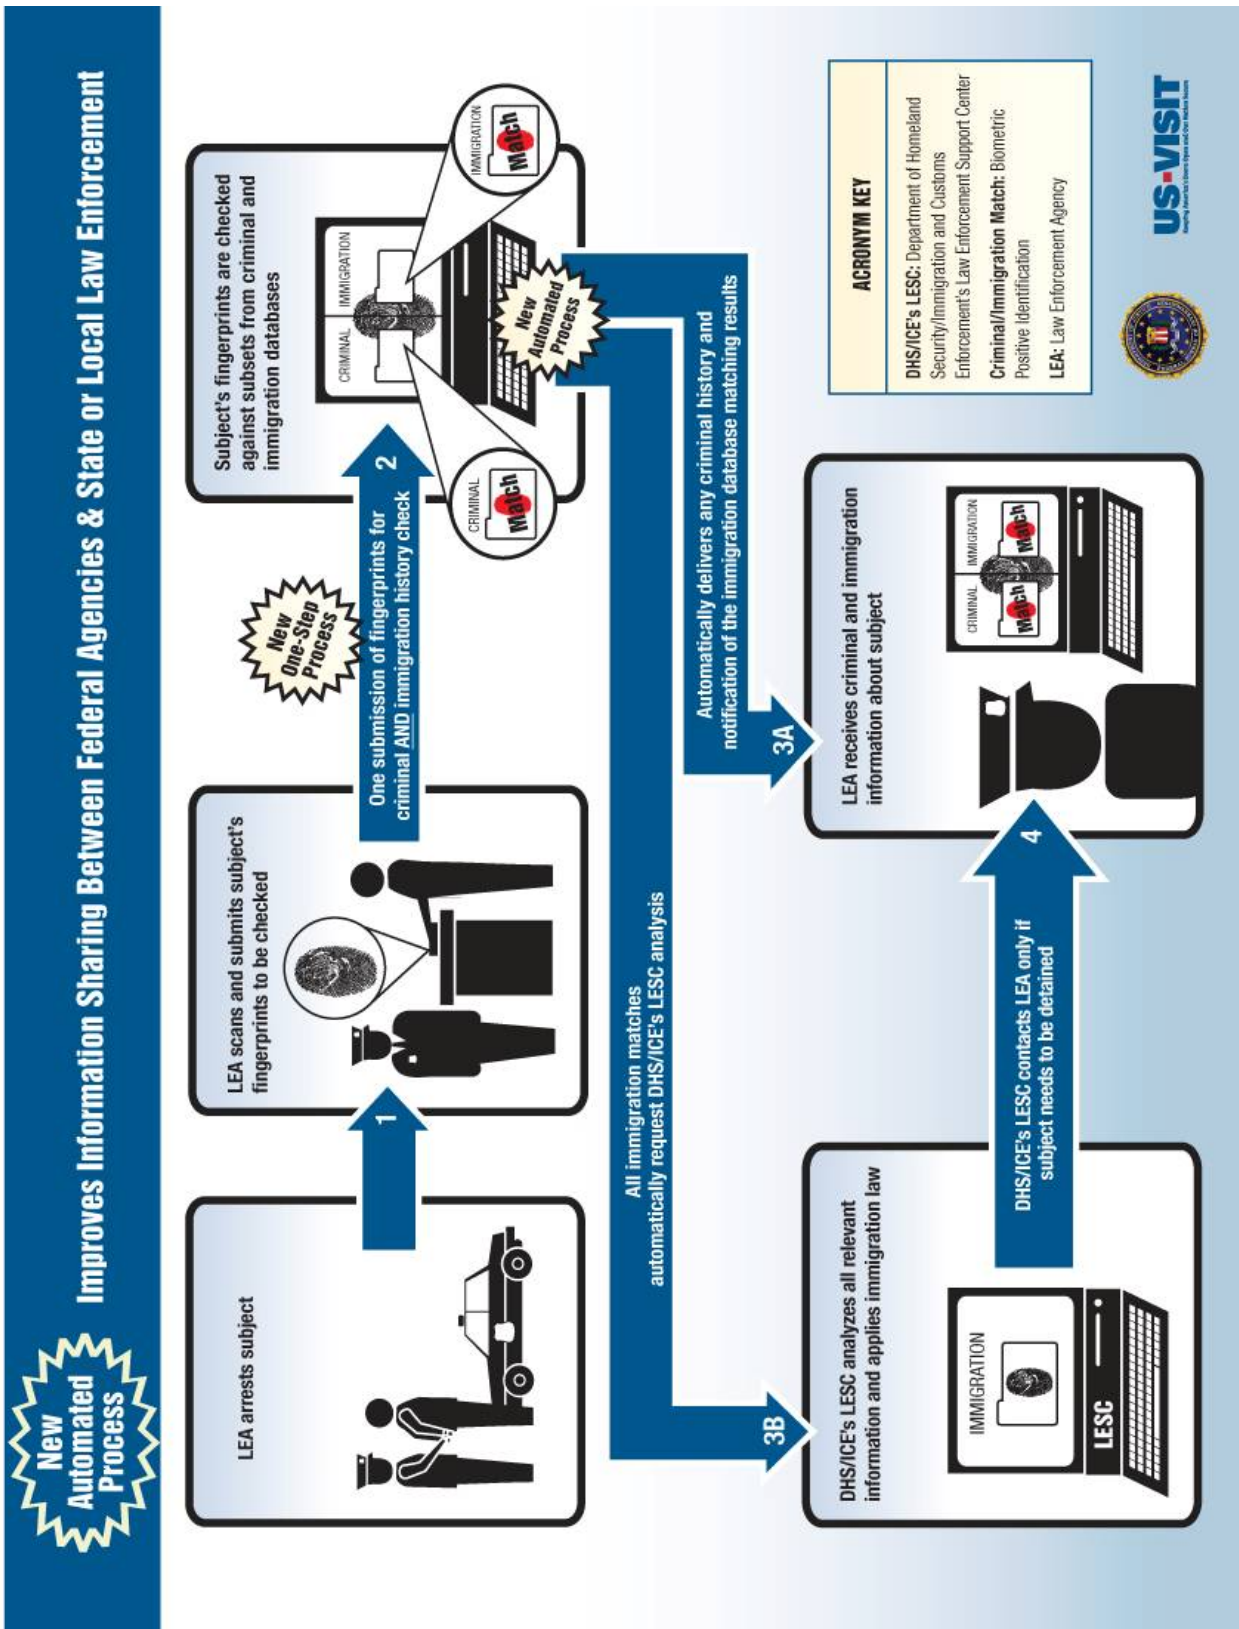 New
Automated
Process
Improves Information Sharing Between Federal Agencies & State or Local Law Enforcement
LEA arrests subject
1
LEA scans and submits subject's
fingerprints to be checked
New
One-Step
Process
One submission of fingerprints for
criminal AND immigration history check
2
Subject's fingerprints are checked
against subsets from criminal and
immigration databases
CRIMINAL
IMMIGRATION
CRIMINAL
Match
IMMIGRATION
Match
New
Automated
Process
All immigration matches
automatically request DHS/ICE's LESC analysis
3B
Automatically delivers any criminal history and
notification of the immigration database matching results
3A
DHS/ICE's LESC analyzes all relevant
information and applies immigration law
IMMIGRATION
LESC
DHS/ICE's LESC contacts LEA only if
subject needs to be detained
4
LEA receives criminal and immigration
information about subject
CRIMINAL
IMMIGRATION
Match
Match
ACRONYM KEY
DHS/ICE's LESC: Department of Homeland
Security/Immigration and Customs
Enforcement's Law Enforcement Support Center
Criminal/Immigration Match: Biometric
Positive Identification
LEA: Law Enforcement Agency
US-VISIT